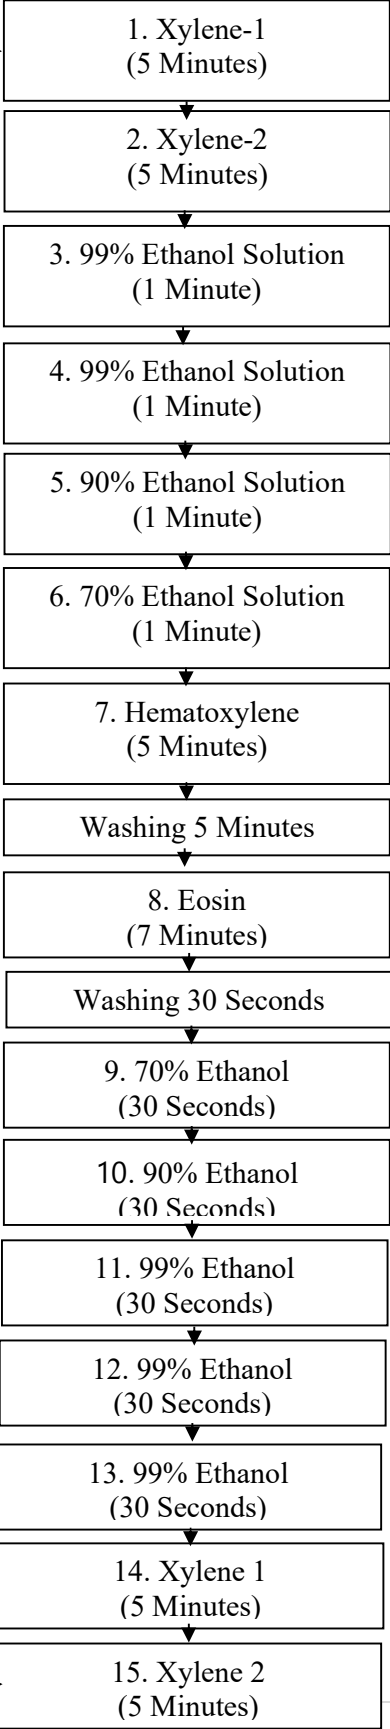 1. Xylene-1
(5 Minutes)
2. Xylene-2
(5 Minutes)
3. 99% Ethanol Solution
(1 Minute)
4. 99% Ethanol Solution
(1 Minute)
5. 90% Ethanol Solution
(1 Minute)
6. 70% Ethanol Solution
(1 Minute)
7. Hematoxylene
(5 Minutes)
Washing 5 Minutes
8. Eosin
(7 Minutes)
Washing 30 Seconds
9. 70% Ethanol
(30 Seconds)
10. 90% Ethanol
(30 Seconds)
11. 99% Ethanol
(30 Seconds)
12. 99% Ethanol
(30 Seconds)
13. 99% Ethanol
(30 Seconds)
14. Xylene 1
(5 Minutes)
15. Xylene 2
(5 Minutes)